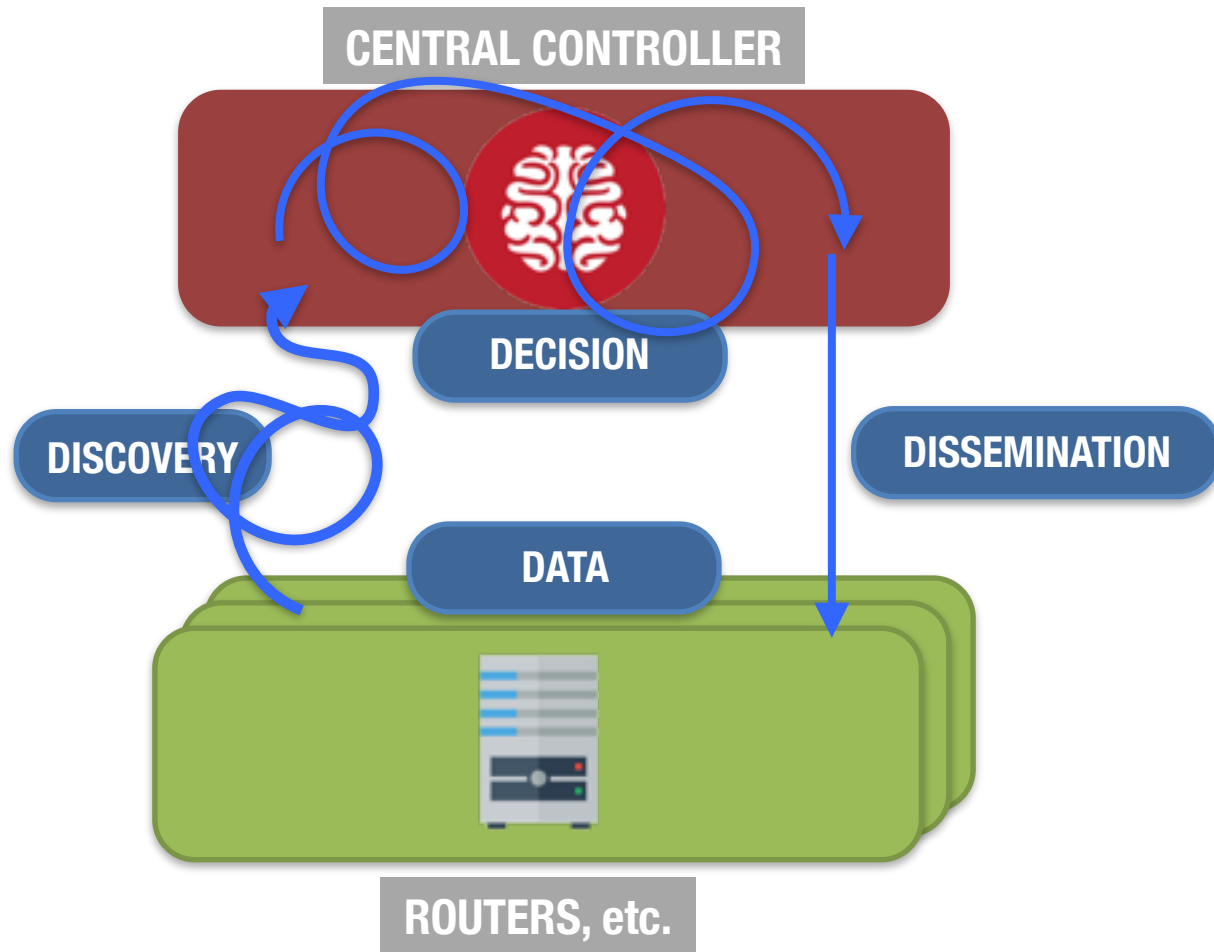 CENTRAL CONTROLLER
DECISION
DISCOVERY
DISSEMINATION
DATA
ROUTERS, etc.